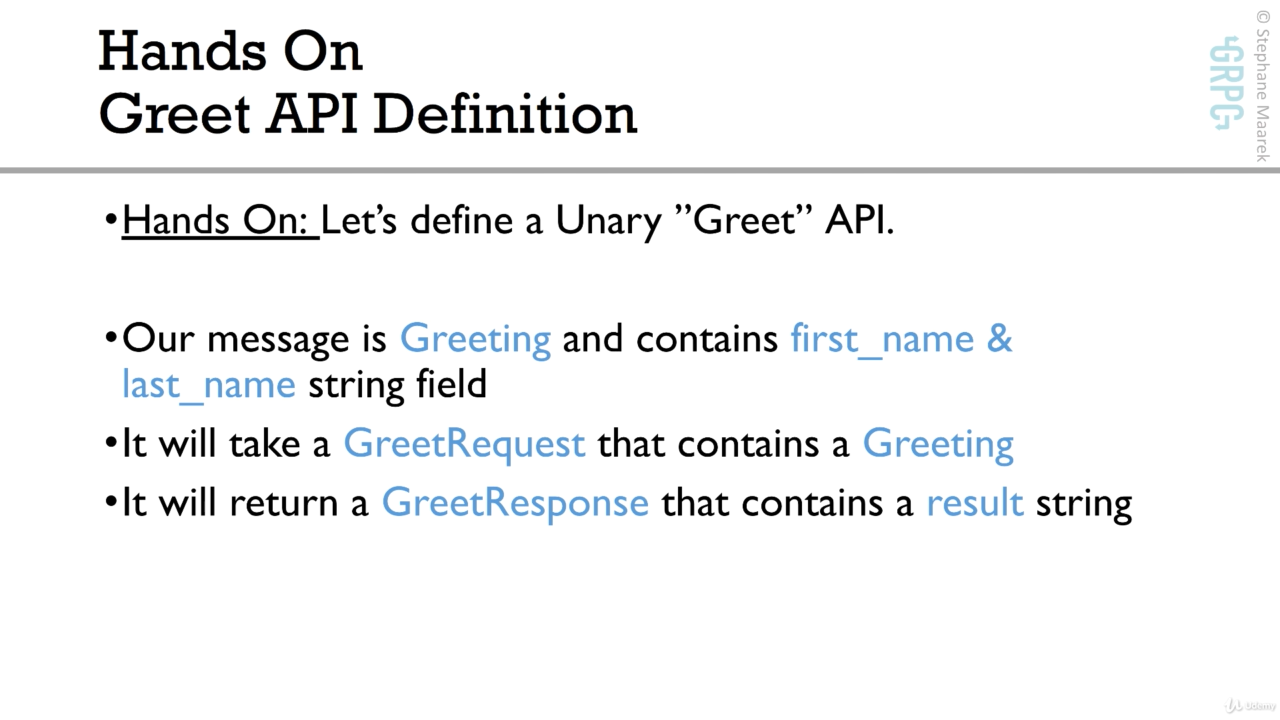 Hands On
Greet API Definition
GRPC
© Stephane Maarek
•Hands On: Let’s define a Unary ”Greet” API.
•Our message is Greeting and contains first_name &
last_name string field
•It will take a GreetRequest that contains a Greeting
•It will return a GreetResponse that contains a result string
Udemy